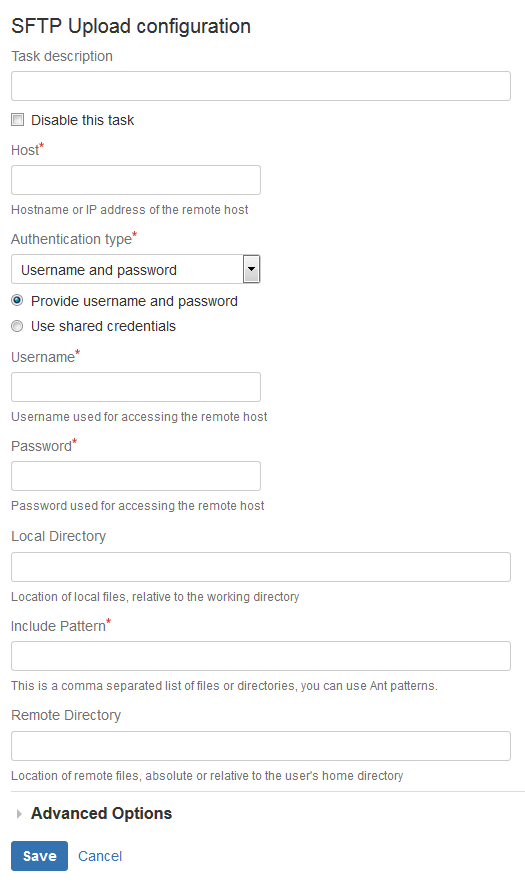 SFTP Upload configuration
Task description
Disable this task
Host*
Hostname or IP address of the remote host
Authentication type*
Username and password
Provide username and password
Use shared credentials
Username*
Username used for accessing the remote host
Password*
Password used for accessing the remote host
Local Directory
Location of local files, relative to the working directory
Include Pattern*
This is a comma separated list of files or directories, you can use Ant patterns.
Remote Directory
Location of remote files, absolute or relative to the user's home directory
Advanced Options
Save Cancel